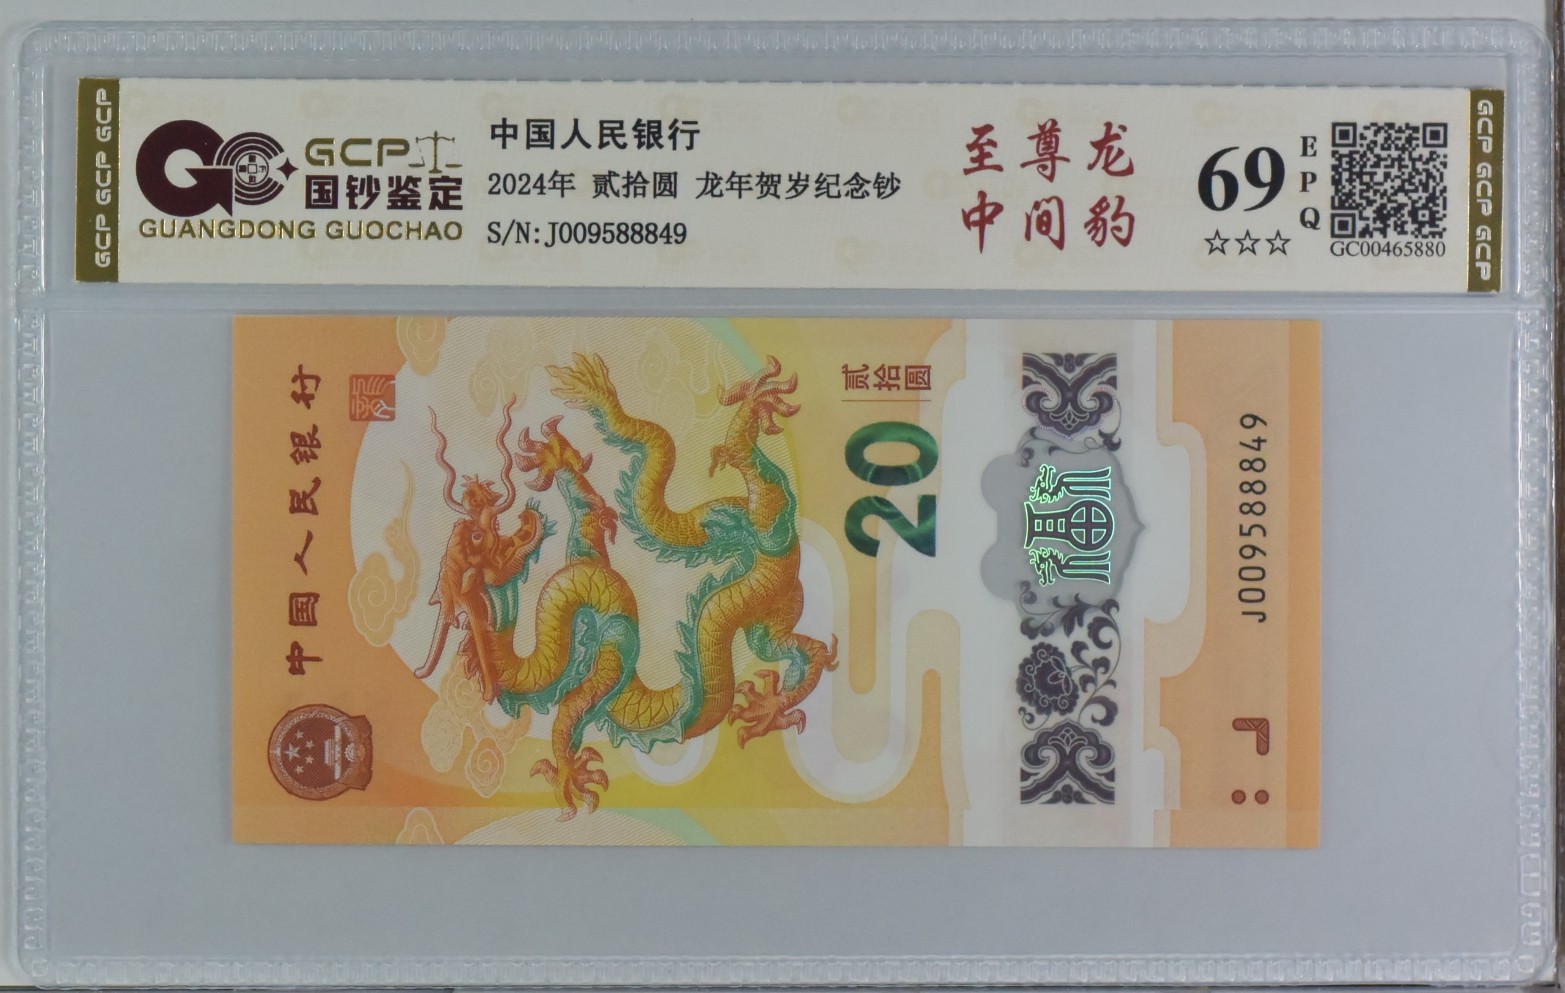 GCP GCP GCP
GCP
国钞鉴定
GUANGDONG GUOCHAO
中国人民银行
2024年 贰拾圆 龙年贺岁纪念钞
S/N:J009588849
至尊龙
中间豹
69
EPQ
☆☆☆
GC00465880
GCP GCP GCP
中国人民银行
贰拾圆
20
J009588849